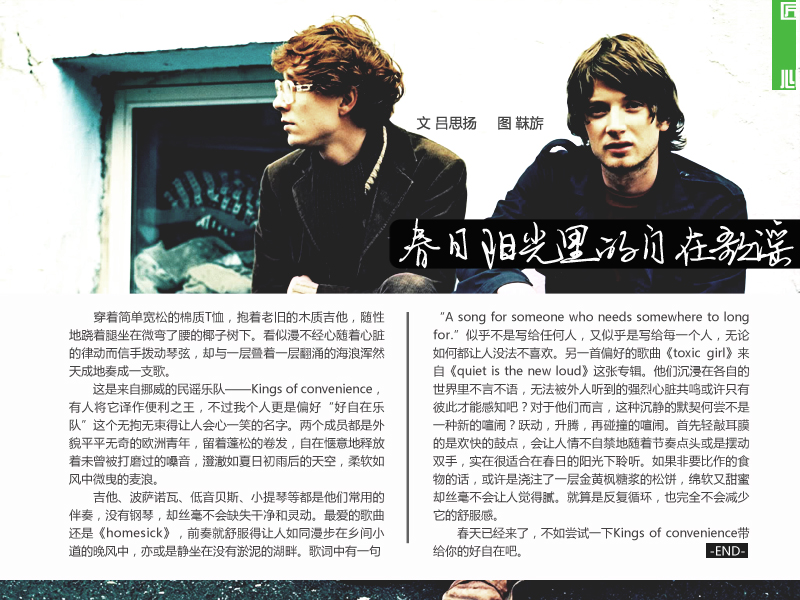 匠
心
文 吕思扬 图 靺旂
春日阳光里的自在歌谣
穿着简单宽松的棉质T恤，抱着老旧的木质吉他，随性
地跷着腿坐在微弯了腰的椰子树下。看似漫不经心随着心脏
的律动而信手拨动琴弦，却与一层叠着一层翻涌的海浪浑然
天成地奏成一支歌。
这是来自挪威的民谣乐队——Kings of convenience，
有人将它译作便利之王，不过我个人更是偏好“好自在乐
队”这个无拘无束得让人会心一笑的名字。两个成员都是外
貌平平无奇的欧洲青年，留着蓬松的卷发，自在惬意地释放
着未曾被打磨过的嗓音，澄澈如夏日初雨后的天空，柔软如
风中微曳的麦浪。
吉他、波萨诺瓦、低音贝斯、小提琴等都是他们常用的
伴奏，没有钢琴，却丝毫不会缺失干净和灵动。最爱的歌曲
还是《homesick》，前奏就舒服得让人如同漫步在乡间小
道的晚风中，亦或是静坐在没有淤泥的湖畔。歌词中有一句
“A song for someone who needs somewhere to long
for.”似乎不是写给任何人，又似乎是写给每一个人，无论
如何都让人没法不喜欢。另一首偏好的歌曲《toxic girl》来
自《quiet is the new loud》这张专辑。他们沉浸在各自的
世界里不言不语，无法被外人听到的强烈心脏共鸣或许只有
彼此才能感知吧？对于他们而言，这种沉静的默契何尝不是
一种新的喧闹？跃动，升腾，再碰撞的喧闹。首先轻敲耳膜
的是欢快的鼓点，会让人情不自禁地随着节奏点头或是摆动
双手，实在很适合在春日的阳光下聆听。如果非要比作的食
物的话，或许是浇注了一层金黄枫糖浆的松饼，绵软又甜蜜
却丝毫不会让人觉得腻。就算是反复循环，也完全不会减少
它的舒服感。
春天已经来了，不如尝试一下Kings of convenience带
给你的好自在吧。
-END-